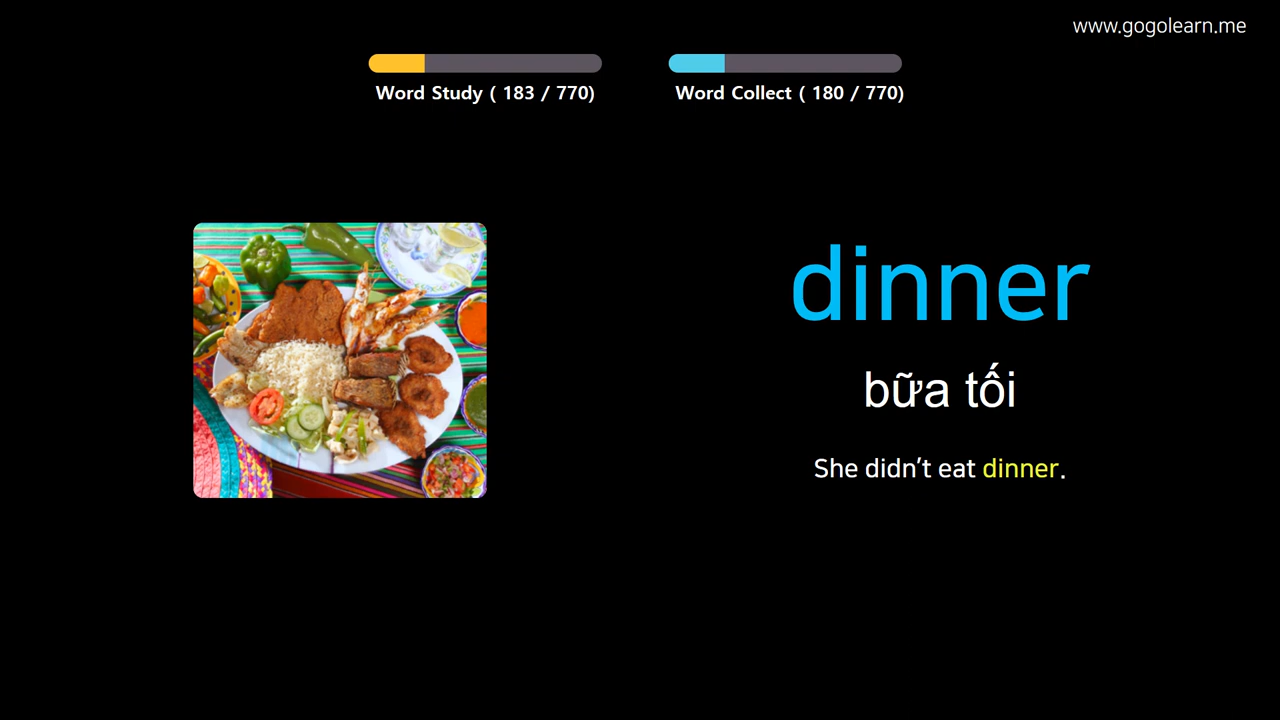 www.gogolearn.me
Word Study ( 183 / 770)
Word Collect ( 180 / 770)
dinner
bữa tối
She didn’t eat dinner.